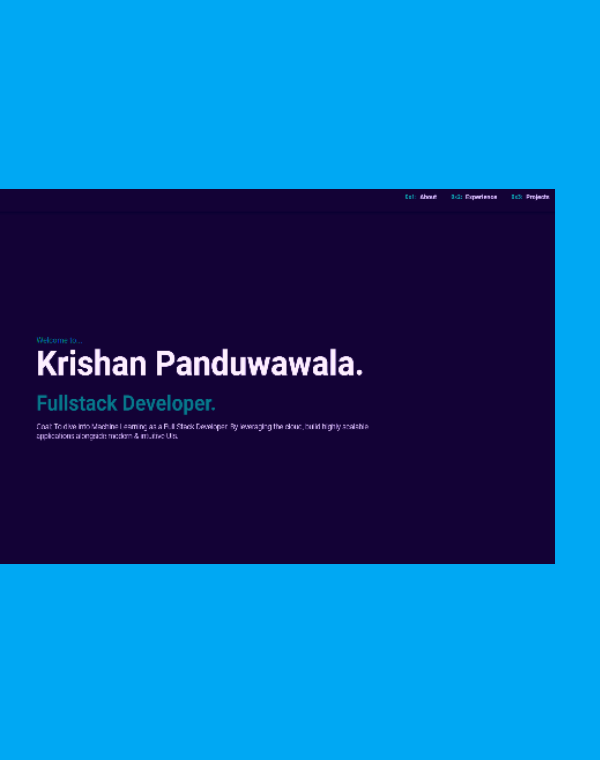 0x1: About 0x2: Experience 0x3: Projects
Welcome to...
Krishan Panduwawala.
Fullstack Developer.
Goal: To dive into Machine Learning as a Full Stack Developer. By leveraging the cloud, build highly scalable
applications alongside modern & intuitive UIs.